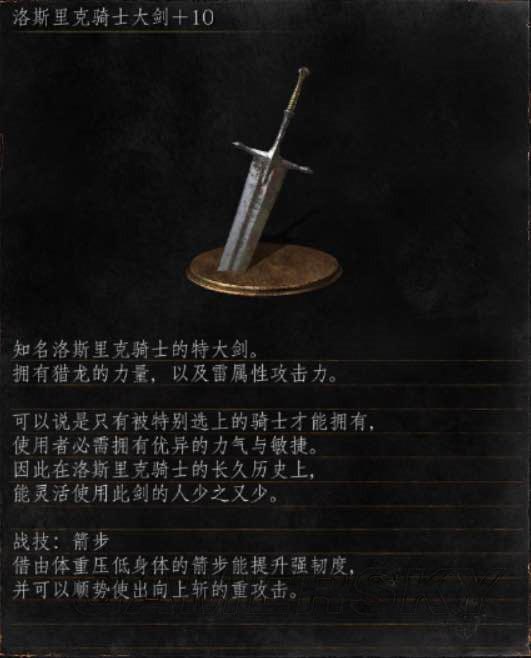 洛斯里克骑士大剑＋10
知名洛斯里克骑士的特大剑。
拥有猎龙的力量，以及雷属性攻击力。
可以说是只有被特别选上的骑士才能拥有，
使用者必需拥有优异的力气与敏捷。
因此在洛斯里克骑士的长久历史上，
能灵活使用此剑的人少之又少。
战技：箭步
借由体重压低身体的箭步能提升强韧度，
并可以顺势使出向上斩的重攻击。